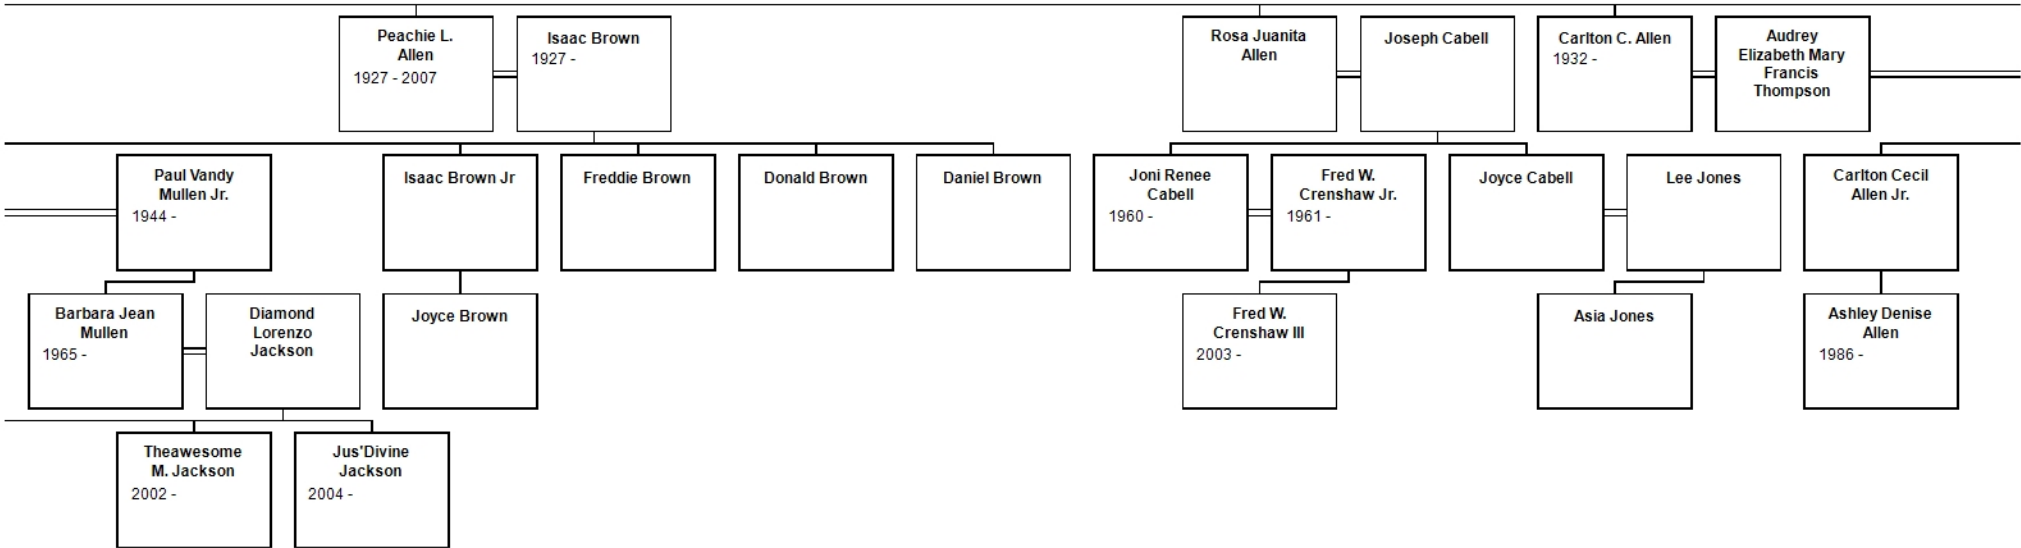 Peachie L.
Allen
1927 - 2007
Isaac Brown
1927 -
Rosa Juanita
Allen
Joseph Cabell
Carlton C. Allen
1932 -
Audrey
Elizabeth Mary
Francis
Thompson
Paul Vandy
Mullen Jr.
1944 -
Isaac Brown Jr
Freddie Brown
Donald Brown
Daniel Brown
Joni Renee
Cabell
1960 -
Fred W.
Crenshaw Jr.
1961 -
Joyce Cabell
Lee Jones
Carlton Cecil
Allen Jr.
Barbara Jean
Mullen
1965 -
Diamond
Lorenzo
Jackson
Joyce Brown
Fred W.
Crenshaw III
2003 -
Asia Jones
Ashley Denise
Allen
1986 -
Theawesome
M. Jackson
2002 -
Jus'Divine
Jackson
2004 -